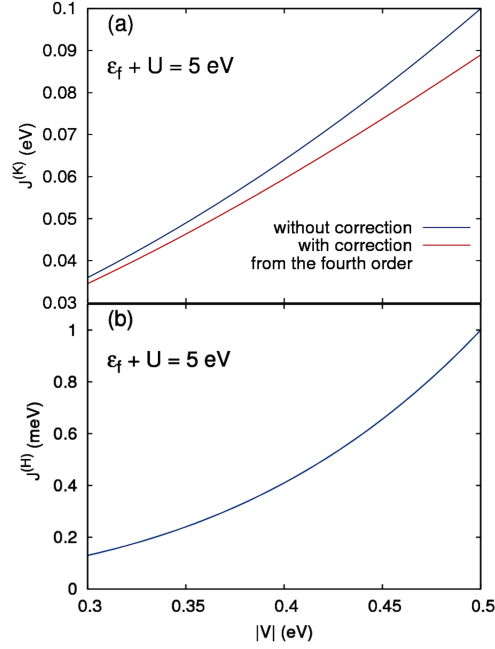 (a)
εf + U = 5 eV
0.1
0.09
0.08
0.07
0.06
0.05
0.04
0.03
J(K) (eV)
without correction
with correction
from the fourth order
(b)
εf + U = 5 eV
1
0.8
0.6
0.4
0.2
0
J(H) (meV)
0.3 0.35 0.4 0.45 0.5
|V| (eV)